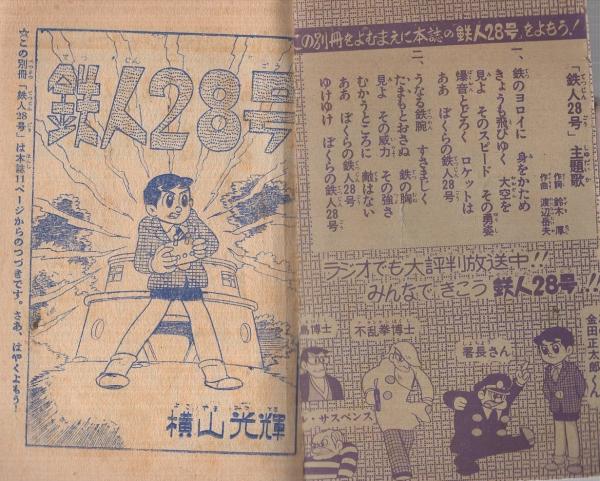 この別冊をよむまえに本誌の「鉄人28号」をよもう!
「鉄人28号」主題歌
作詞 鈴木 厚
作曲 渡辺岳夫
一、鉄のヨロイに 身をかため
きょうも飛びゆく 大空を
見よ そのスピード その勇姿
爆音とどろく ロケットは
ああ ぼくらの鉄人28号
二、うなる鉄腕 すさまじく
たまもとおさぬ 鉄の胸
見よ その威力 その強さ
むかうところに 敵はない
ああ ぼくらの鉄人28号
ゆけゆけ ぼくらの鉄人28号
ラジオでも大評判放送中!!
みんなで、きこう 鉄人28号..!!
金田正太郎くん
署長さん
不乱拳博士
島博士
ル・サスペンス
鉄人28号
横山光輝
☆この別冊「鉄人28号」は本誌11ページからのつづきです。さあ、はやくよもう!